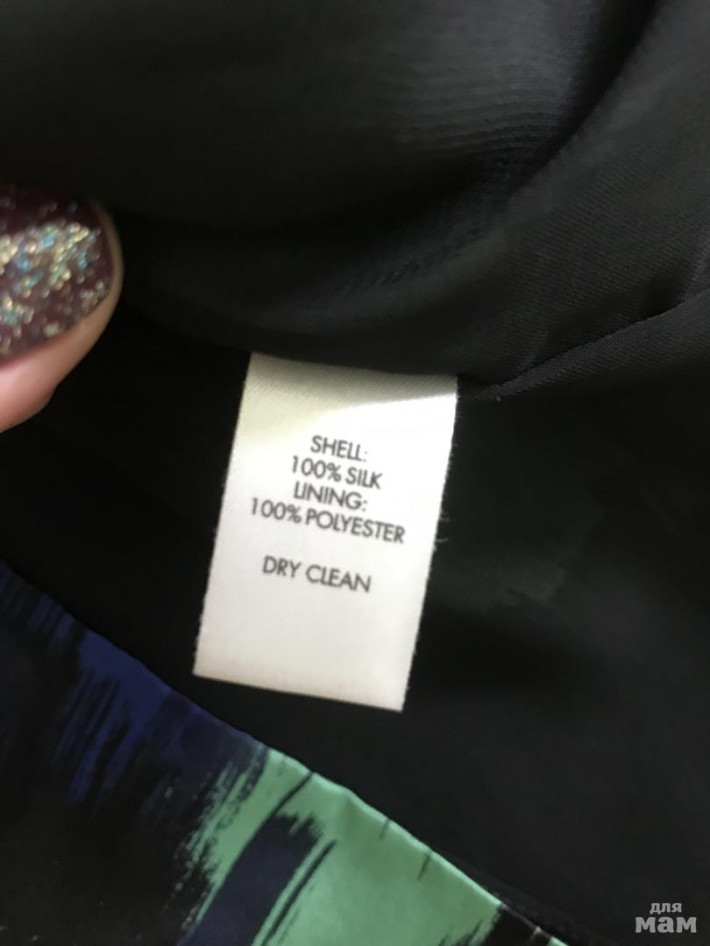 SHELL:
100% SILK
LINING:
100% POLYESTER
DRY CLEAN
для
мам